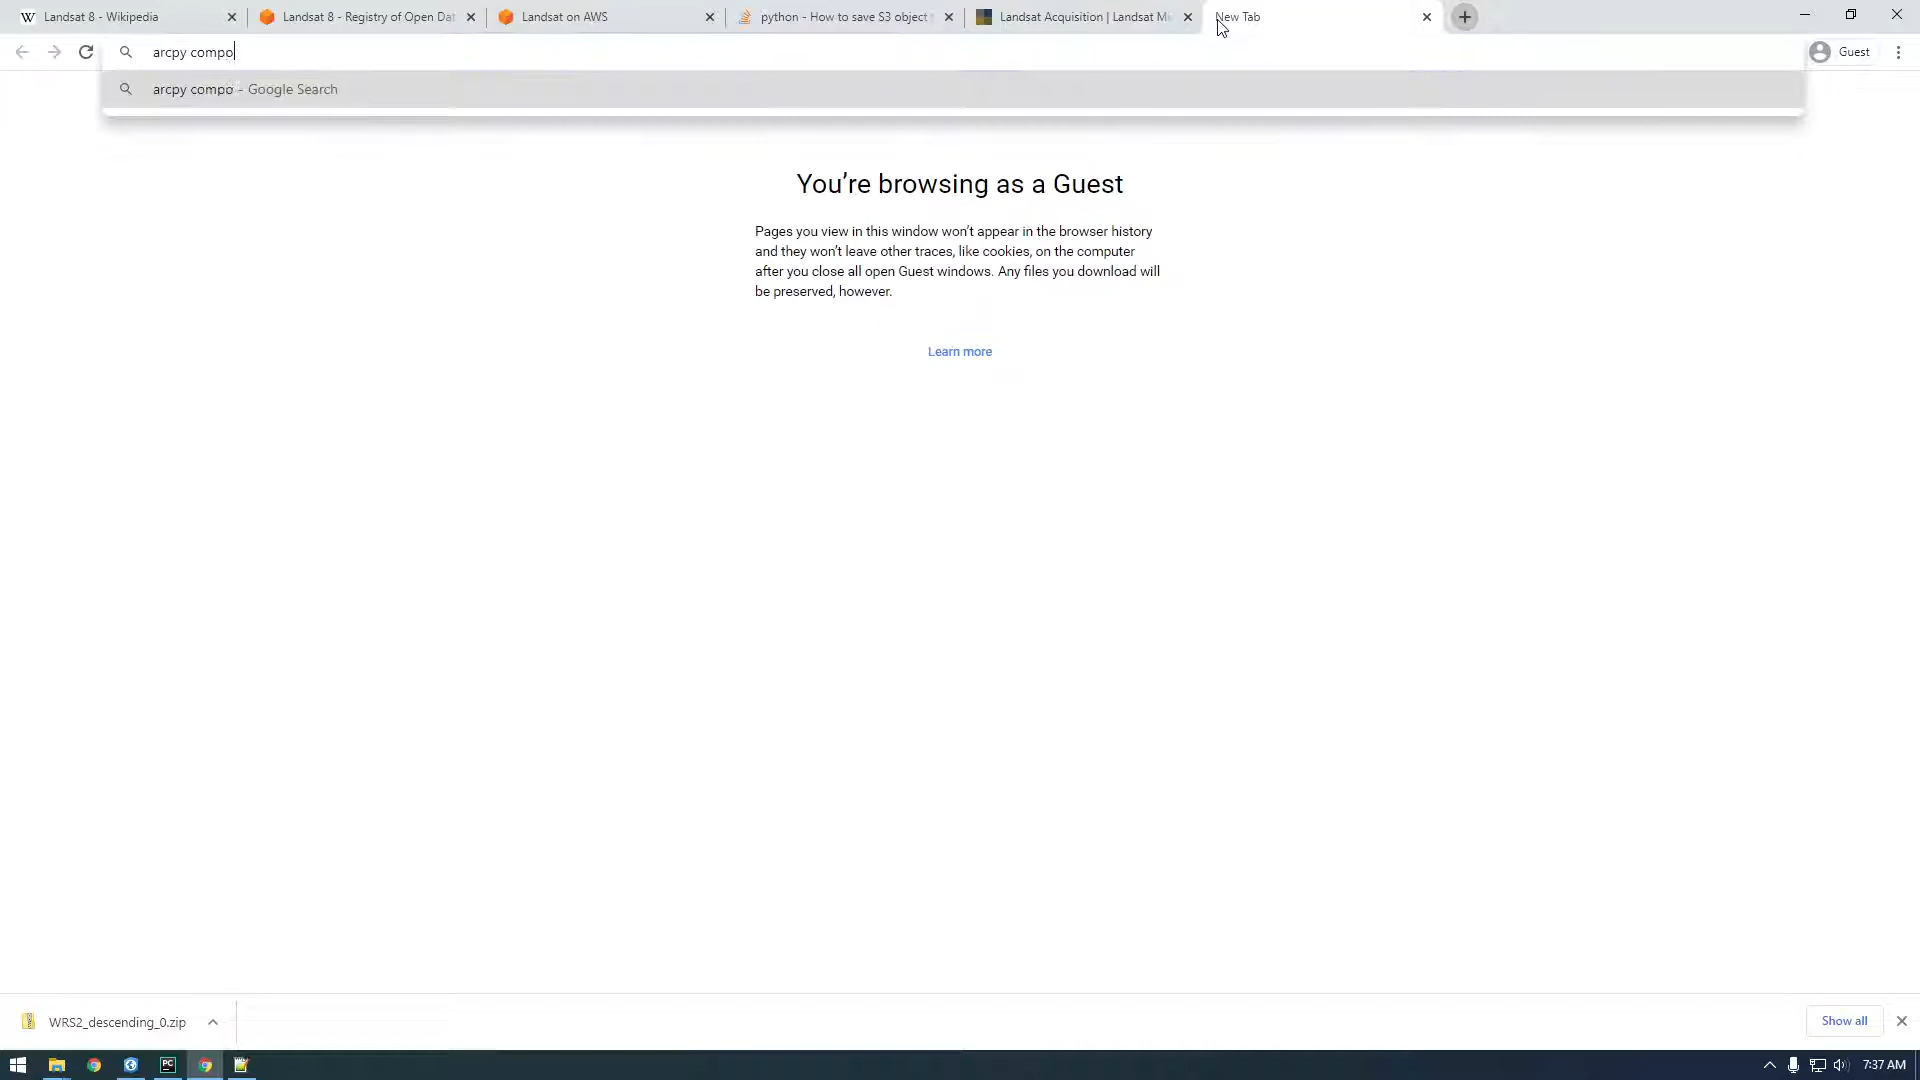 Landsat 8 - Wikipedia
Landsat 8 - Registry of Open Dat
Landsat on AWS
python - How to save S3 object
Landsat Acquisition | Landsat Mi
New Tab
arcpy compo
Guest
arcpy compo - Google Search
You're browsing as a Guest
Pages you view in this window won't appear in the browser history
and they won't leave other traces, like cookies, on the computer
after you close all open Guest windows. Any files you download will
be preserved, however.
Learn more
WRS2_descending_0.zip
Show all
PC
7:37 AM